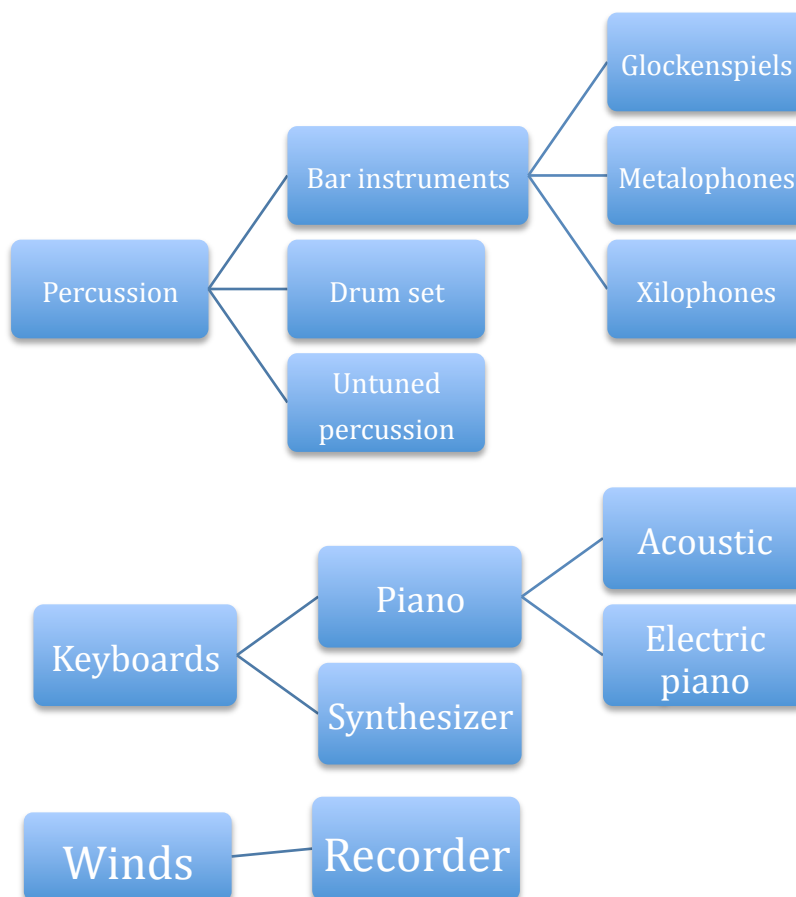 Glockenspiels
Bar instruments
Metalophones
Percussion
Drum set
Xilophones
Untuned
percussion
Acoustic
Piano
Keyboards
Electric
piano
Synthesizer
Winds
Recorder